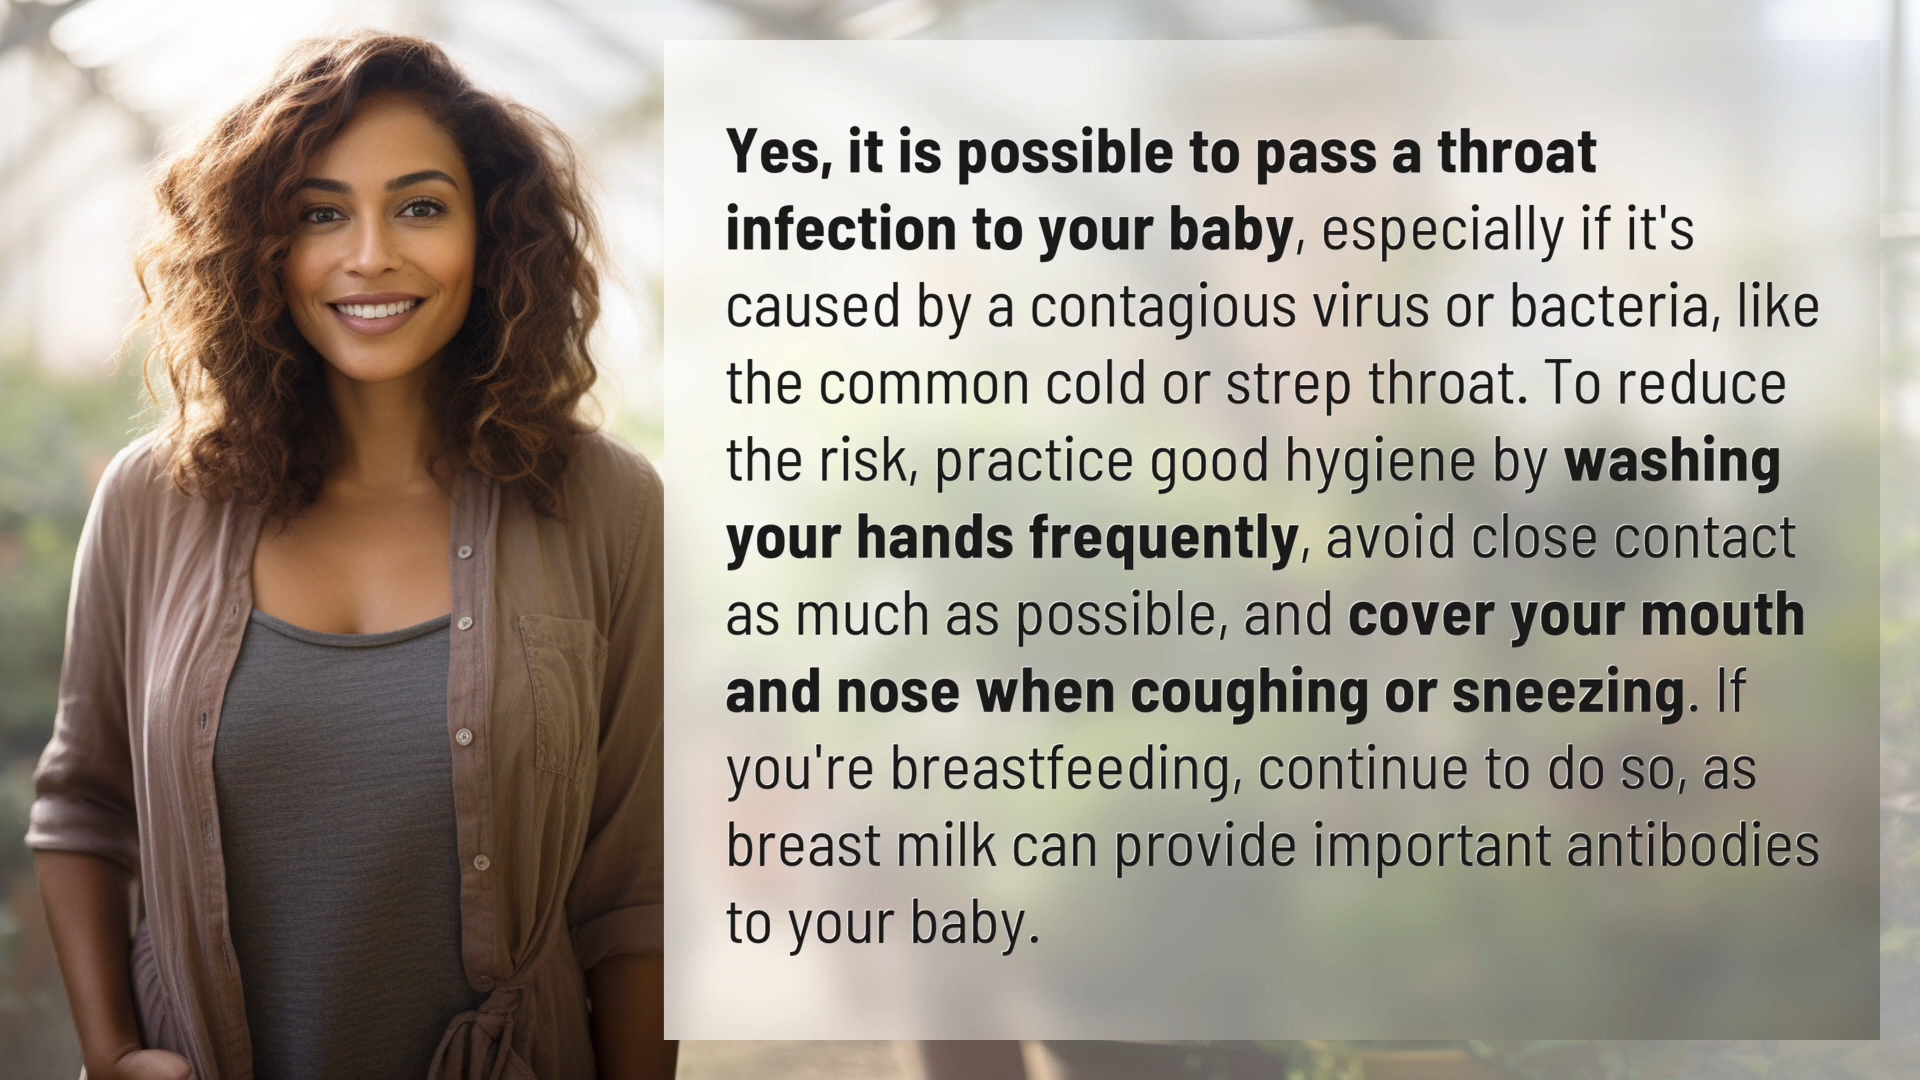 Yes, it is possible to pass a throat
infection to your baby, especially if it's
caused by a contagious virus or bacteria, like
the common cold or strep throat. To reduce
the risk, practice good hygiene by washing
your hands frequently, avoid close contact
as much as possible, and cover your mouth
and nose when coughing or sneezing. If
you're breastfeeding, continue to do so, as
breast milk can provide important antibodies
to your baby.